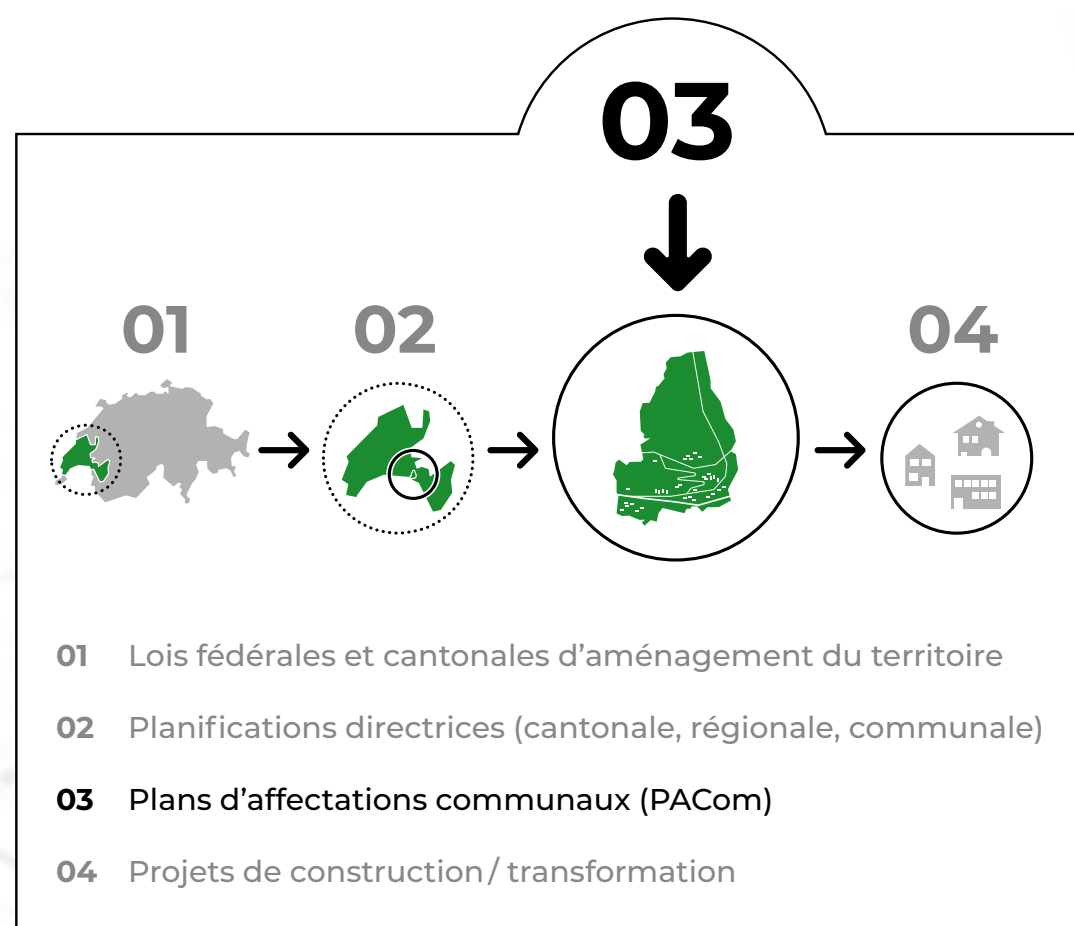 03
01
02
04
01 Lois fédérales et cantonales d’aménagement du territoire
02 Planifications directrices (cantonale, régionale, communale)
03 Plans d’affectations communaux (PACom)
04 Projets de construction / transformation